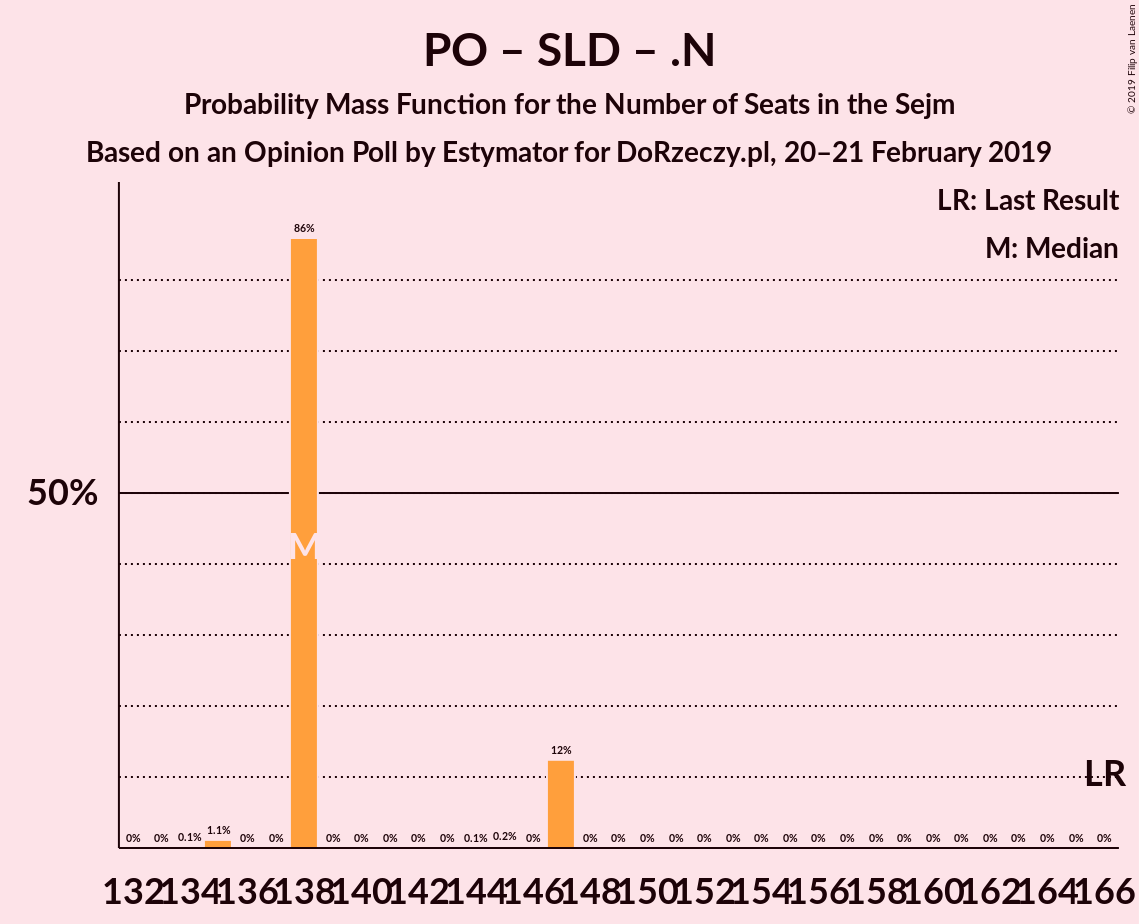 PO – SLD – .N
Probability Mass Function for the Number of Seats in the Sejm
Based on an Opinion Poll by Estymator for DoRzeczy.pl, 20–21 February 2019
© 2019 Filip van Laenen
LR: Last Result
M: Median
86%
50%
M
12%
LR
0% 0% 0.1% 1.1% 0% 0% 0% 0% 0% 0% 0% 0.1% 0.2% 0% 0% 0% 0% 0% 0% 0% 0% 0% 0% 0% 0% 0% 0% 0% 0% 0% 0% 0% 0%
132 134 136 138 140 142 144 146 148 150 152 154 156 158 160 162 164 166